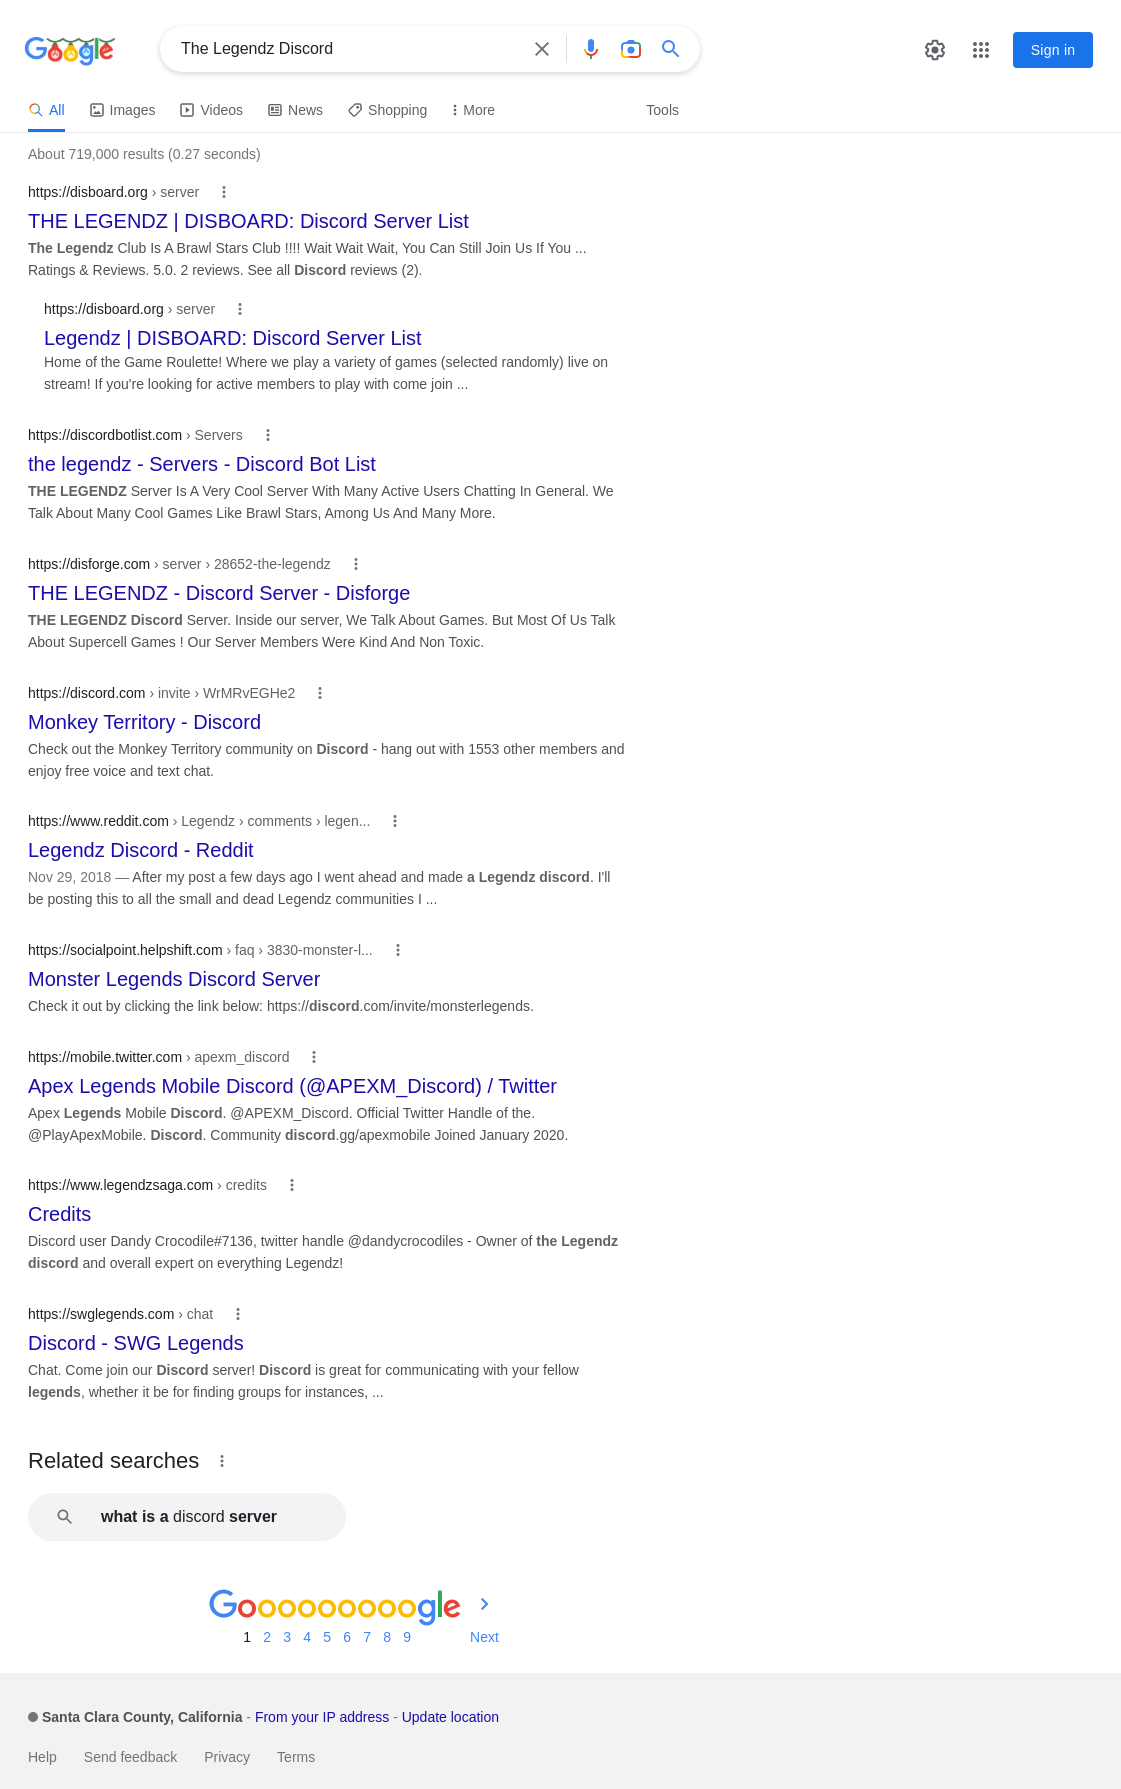 Google
The Legendz Discord
Sign in
All
Images
Videos
News
Shopping
More
Tools
About 719,000 results (0.27 seconds)
https://disboard.org › server
THE LEGENDZ | DISBOARD: Discord Server List
The Legendz Club Is A Brawl Stars Club !!!! Wait Wait Wait, You Can Still Join Us If You ...
Ratings & Reviews. 5.0. 2 reviews. See all Discord reviews (2).
https://disboard.org › server
Legendz | DISBOARD: Discord Server List
Home of the Game Roulette! Where we play a variety of games (selected randomly) live on
stream! If you're looking for active members to play with come join ...
https://discordbotlist.com › Servers
the legendz - Servers - Discord Bot List
THE LEGENDZ Server Is A Very Cool Server With Many Active Users Chatting In General. We
Talk About Many Cool Games Like Brawl Stars, Among Us And Many More.
https://disforge.com › server › 28652-the-legendz
THE LEGENDZ - Discord Server - Disforge
THE LEGENDZ Discord Server. Inside our server, We Talk About Games. But Most Of Us Talk
About Supercell Games ! Our Server Members Were Kind And Non Toxic.
https://discord.com › invite › WrMRvEGHe2
Monkey Territory - Discord
Check out the Monkey Territory community on Discord - hang out with 1553 other members and
enjoy free voice and text chat.
https://www.reddit.com › Legendz › comments › legen...
Legendz Discord - Reddit
Nov 29, 2018 — After my post a few days ago I went ahead and made a Legendz discord. I'll
be posting this to all the small and dead Legendz communities I ...
https://socialpoint.helpshift.com › faq › 3830-monster-l...
Monster Legends Discord Server
Check it out by clicking the link below: https://discord.com/invite/monsterlegends.
https://mobile.twitter.com › apexm_discord
Apex Legends Mobile Discord (@APEXM_Discord) / Twitter
Apex Legends Mobile Discord. @APEXM_Discord. Official Twitter Handle of the.
@PlayApexMobile. Discord. Community discord.gg/apexmobile Joined January 2020.
https://www.legendzsaga.com › credits
Credits
Discord user Dandy Crocodile#7136, twitter handle @dandycrocodiles - Owner of the Legendz
discord and overall expert on everything Legendz!
https://swglegends.com › chat
Discord - SWG Legends
Chat. Come join our Discord server! Discord is great for communicating with your fellow
legends, whether it be for finding groups for instances, ...
Related searches
what is a discord server
Goooooooooogle
1 2 3 4 5 6 7 8 9 Next
Santa Clara County, California - From your IP address - Update location
Help Send feedback Privacy Terms